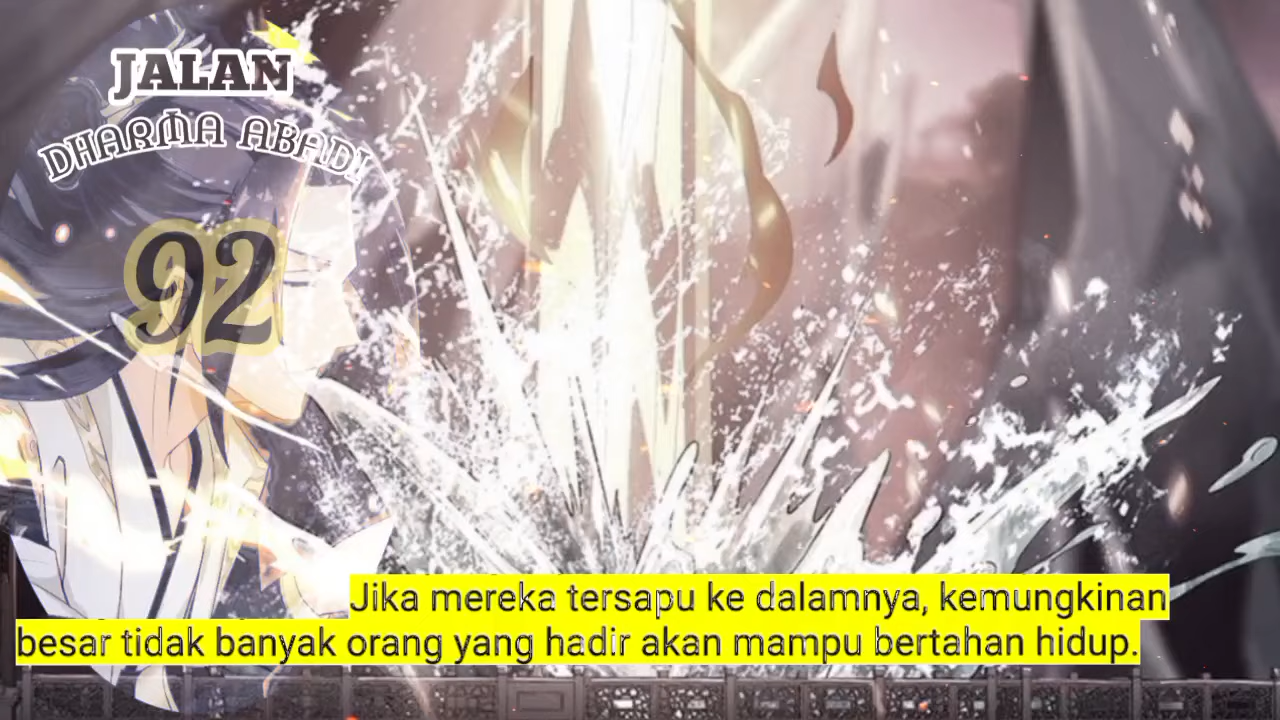 JALAN
DHARMA ABADI
92
Jika mereka tersapu ke dalamnya, kemungkinan
besar tidak banyak orang yang hadir akan mampu bertahan hidup.